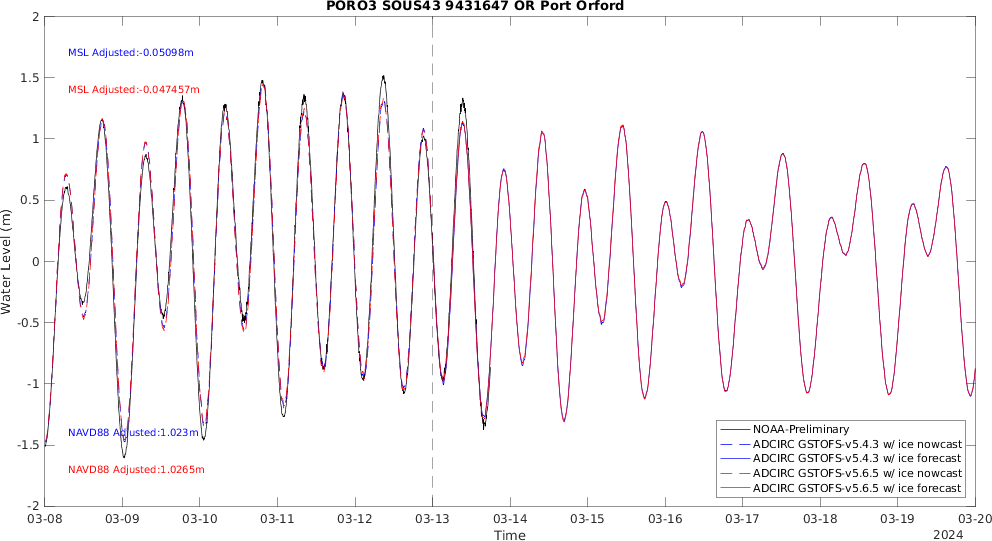 PORO3 SOUS43 9431647 OR Port Orford
2
1.5
1
0.5
0
-0.5
-1
-1.5
-2
Water Level (m)
MSL Adjusted:-0.05098m
MSL Adjusted:-0.047457m
NAVD88 Adjusted:1.023m
NAVD88 Adjusted:1.0265m
NOAA-Preliminary
ADCIRC GSTOFS-v5.4.3 w/ ice nowcast
ADCIRC GSTOFS-v5.4.3 w/ ice forecast
ADCIRC GSTOFS-v5.6.5 w/ ice nowcast
ADCIRC GSTOFS-v5.6.5 w/ ice forecast
03-08 03-09 03-10 03-11 03-12 03-13 03-14 03-15 03-16 03-17 03-18 03-19 03-20
Time
2024